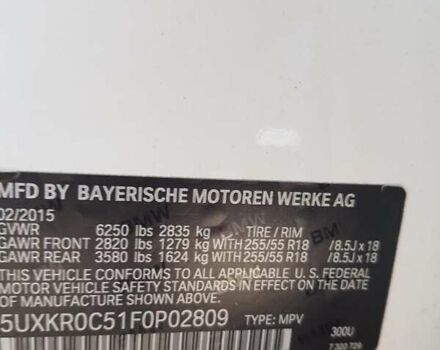 MFD BY BAYERISCHE MOTOREN WERKE AG
02/2015
GVWR 6250 lbs 2835 kg TIRE / RIM
GAWR FRONT 2820 lbs 1279 kg WITH 255/55 R18 /8.5J x 18
GAWR REAR 3580 lbs 1624 kg WITH 255/55 R18 /8.5J x 18
THIS VEHICLE CONFORMS TO ALL APPLICABLE U.S. FEDERAL
MOTOR VEHICLE SAFETY STANDARDS
IN EFFECT ON THE DATE OF MANUFACTURE SHOWN ABOVE.
5UXKR0C51F0P02809 TYPE: MPV
300U